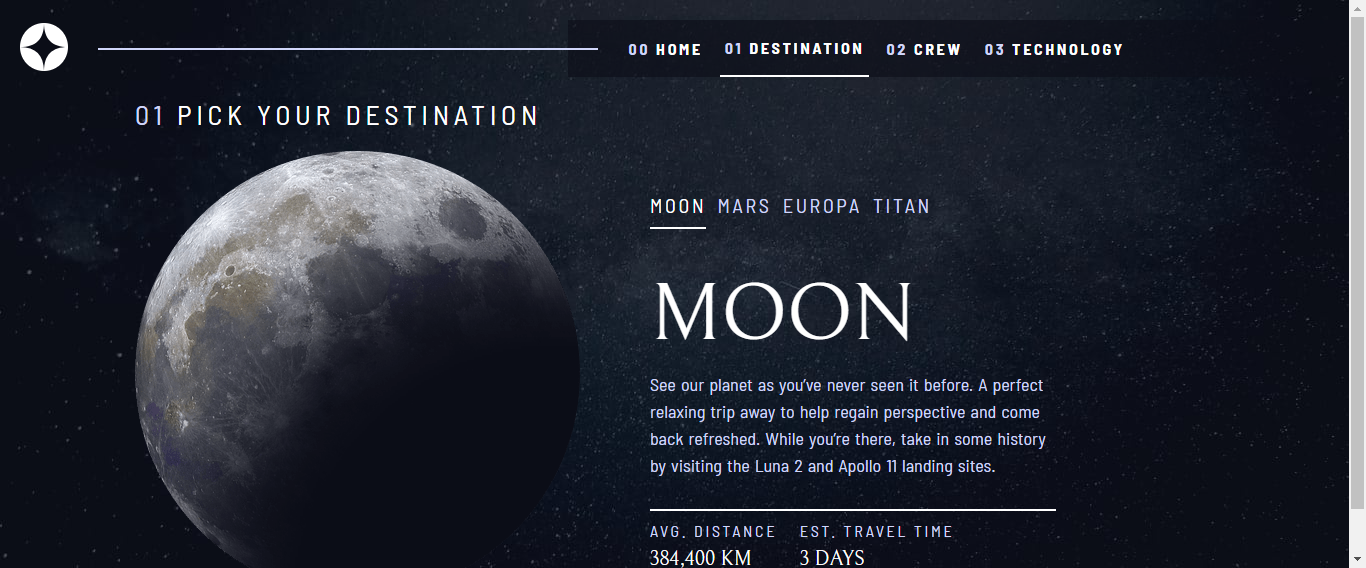 00 HOME 01 DESTINATION 02 CREW 03 TECHNOLOGY
01 PICK YOUR DESTINATION
MOON MARS EUROPA TITAN
MOON
See our planet as you’ve never seen it before. A perfect
relaxing trip away to help regain perspective and come
back refreshed. While you’re there, take in some history
by visiting the Luna 2 and Apollo 11 landing sites.
AVG. DISTANCE EST. TRAVEL TIME
384,400 KM 3 DAYS